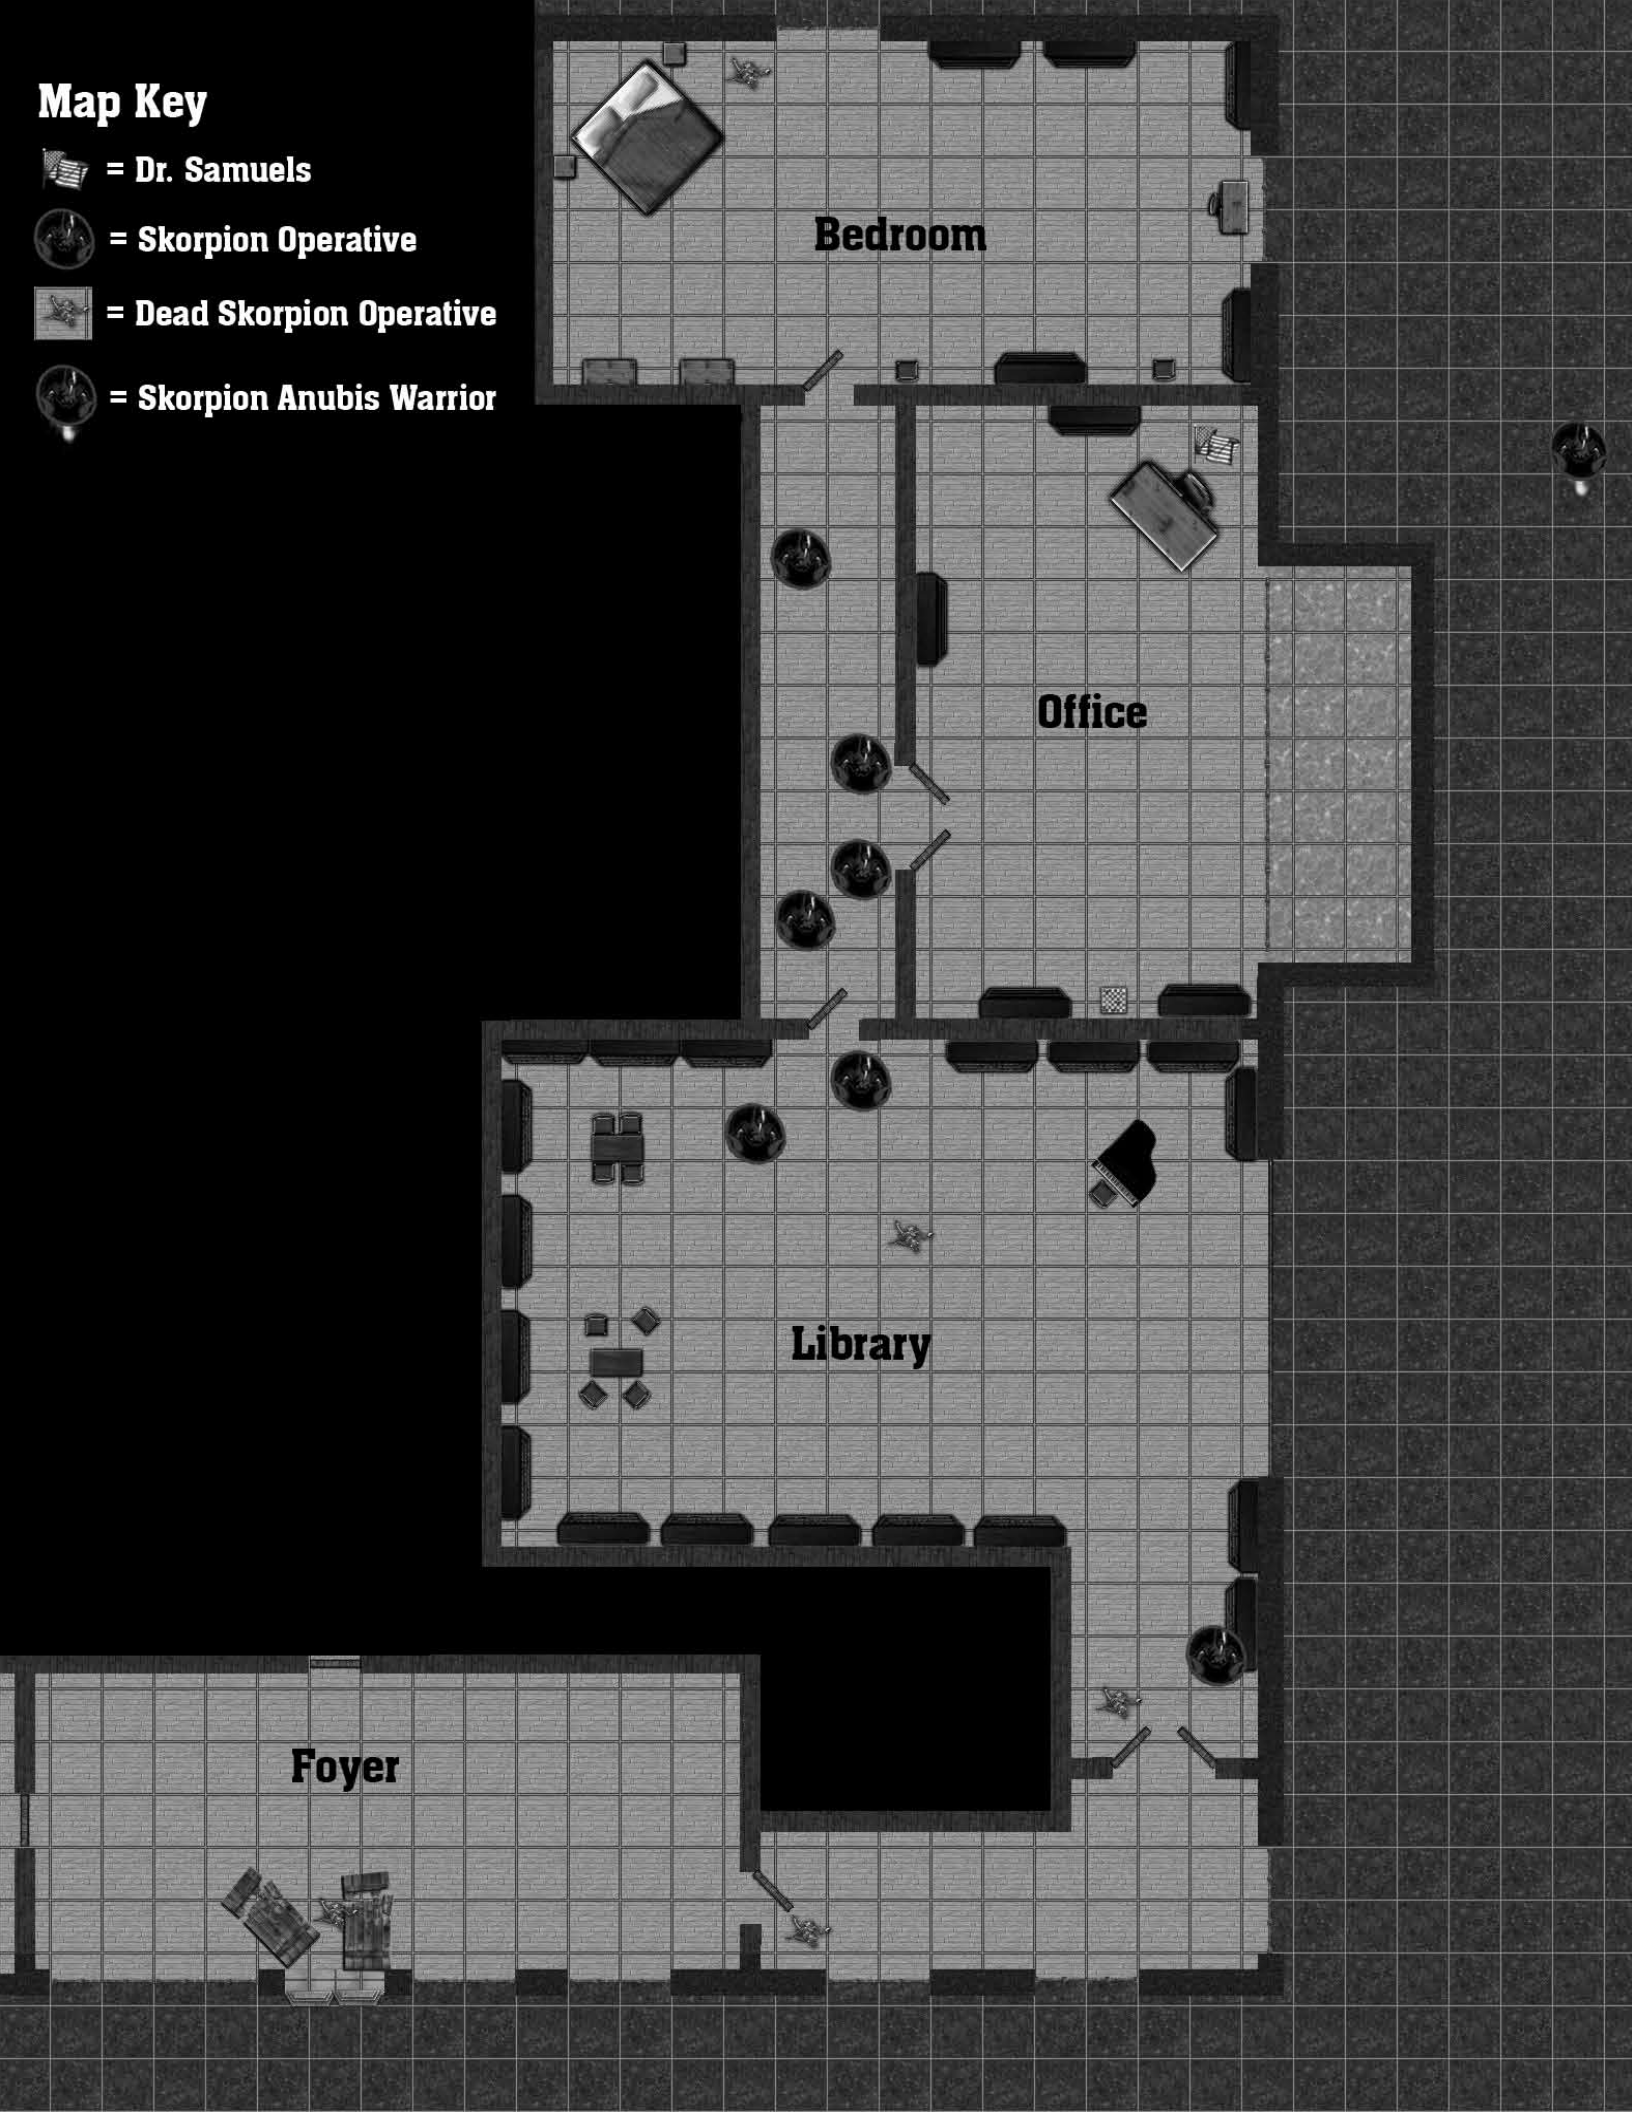 Map Key
= Dr. Samuels
= Skorpion Operative
= Dead Skorpion Operative
= Skorpion Anubis Warrior
Bedroom
Office
Library
Foyer